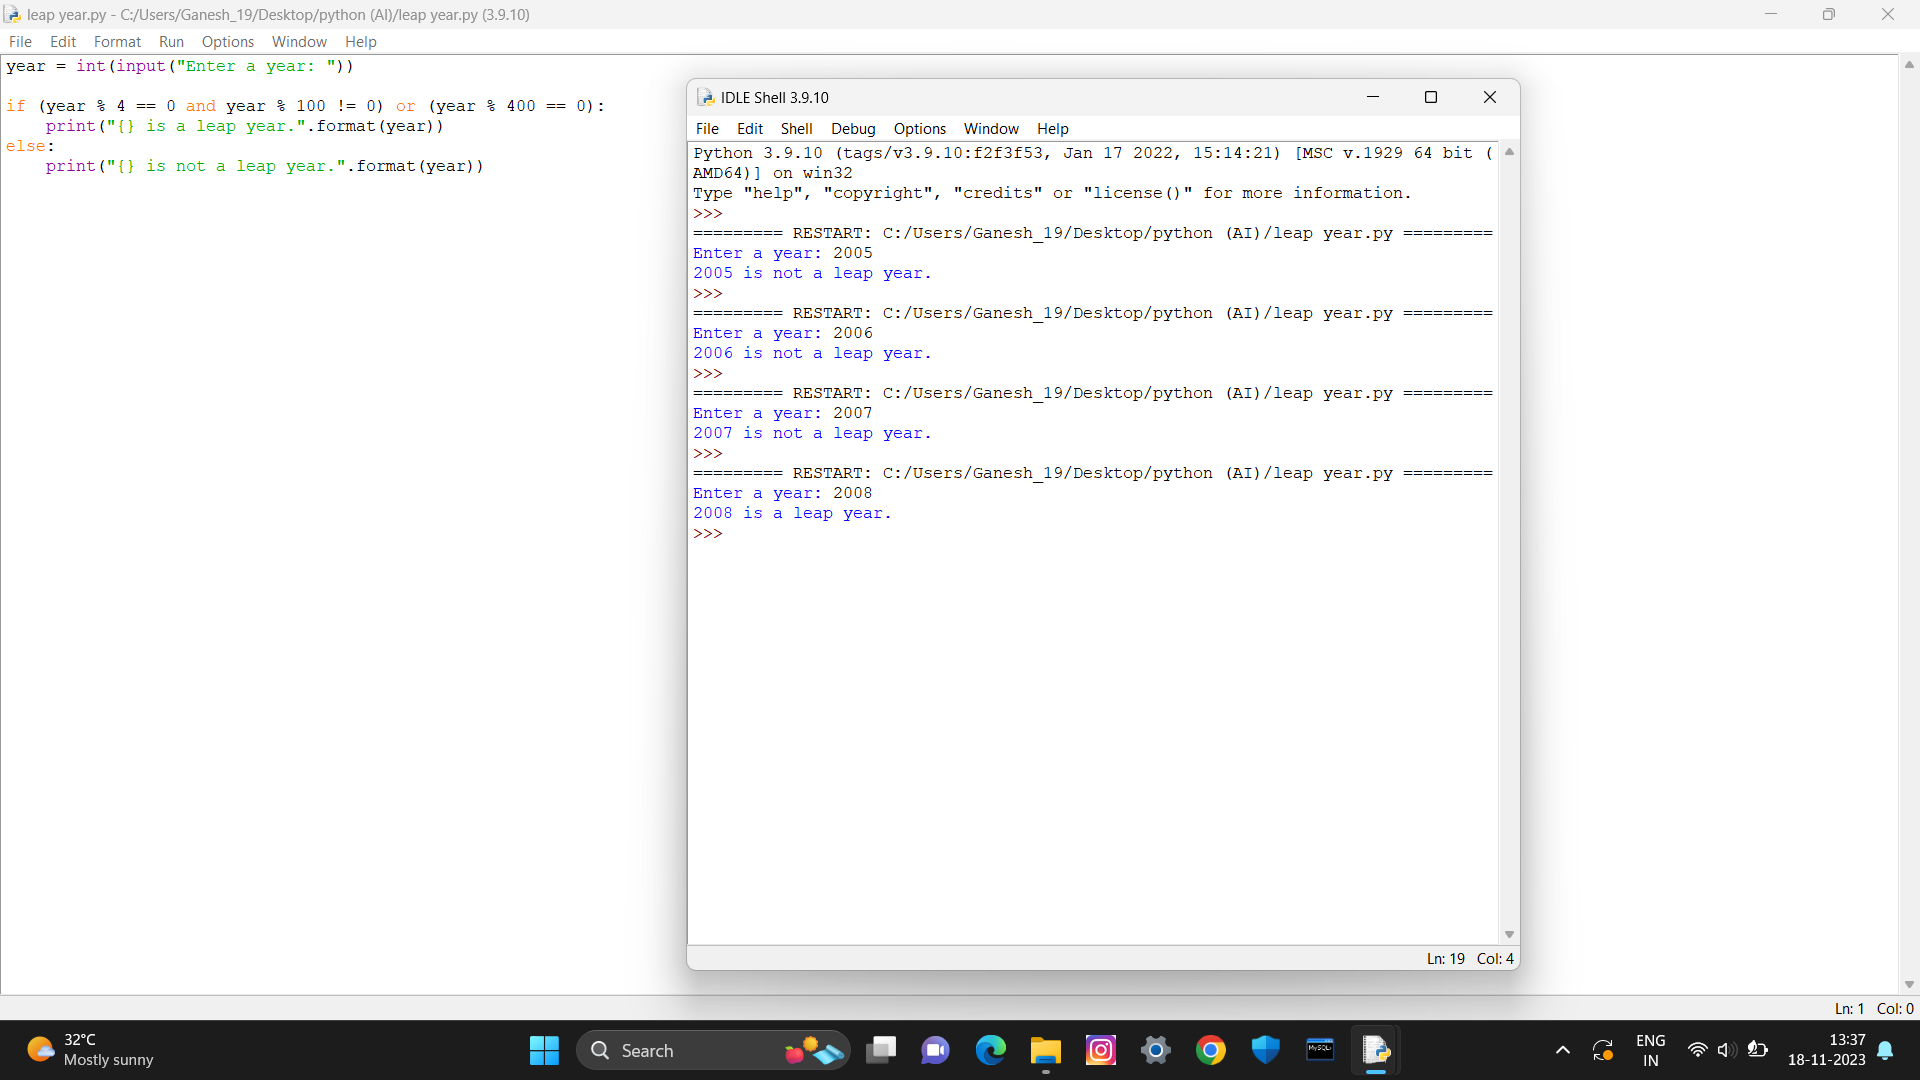 leap year.py - C:/Users/Ganesh_19/Desktop/python (AI)/leap year.py (3.9.10)
File Edit Format Run Options Window Help
year = int(input("Enter a year: "))
if (year % 4 == 0 and year % 100 != 0) or (year % 400 == 0):
    print("{} is a leap year.".format(year))
else:
    print("{} is not a leap year.".format(year))
IDLE Shell 3.9.10
File Edit Shell Debug Options Window Help
Python 3.9.10 (tags/v3.9.10:f2f3f53, Jan 17 2022, 15:14:21) [MSC v.1929 64 bit (
AMD64)] on win32
Type "help", "copyright", "credits" or "license()" for more information.
>>>
========= RESTART: C:/Users/Ganesh_19/Desktop/python (AI)/leap year.py =========
Enter a year: 2005
2005 is not a leap year.
>>>
========= RESTART: C:/Users/Ganesh_19/Desktop/python (AI)/leap year.py =========
Enter a year: 2006
2006 is not a leap year.
>>>
========= RESTART: C:/Users/Ganesh_19/Desktop/python (AI)/leap year.py =========
Enter a year: 2007
2007 is not a leap year.
>>>
========= RESTART: C:/Users/Ganesh_19/Desktop/python (AI)/leap year.py =========
Enter a year: 2008
2008 is a leap year.
>>>
Ln: 19 Col: 4
Ln: 1 Col: 0
32°C
Mostly sunny
Search
MySQL
ENG
IN
13:37
18-11-2023